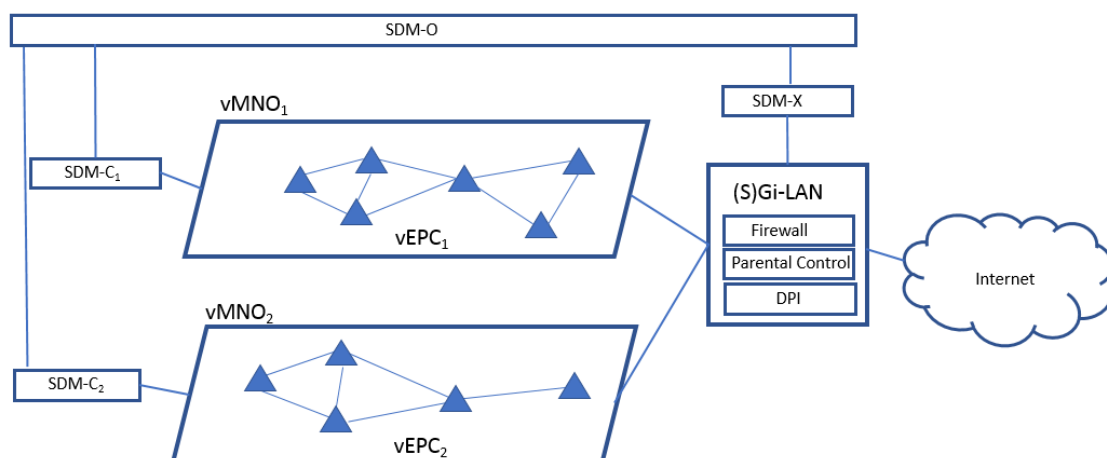 SDM-O
SDM-X
vMNO₁
SDM-C₁
vEPC₁
(S)Gi-LAN
Firewall
Parental Control
DPI
Internet
vMNO₂
SDM-C₂
vEPC₂